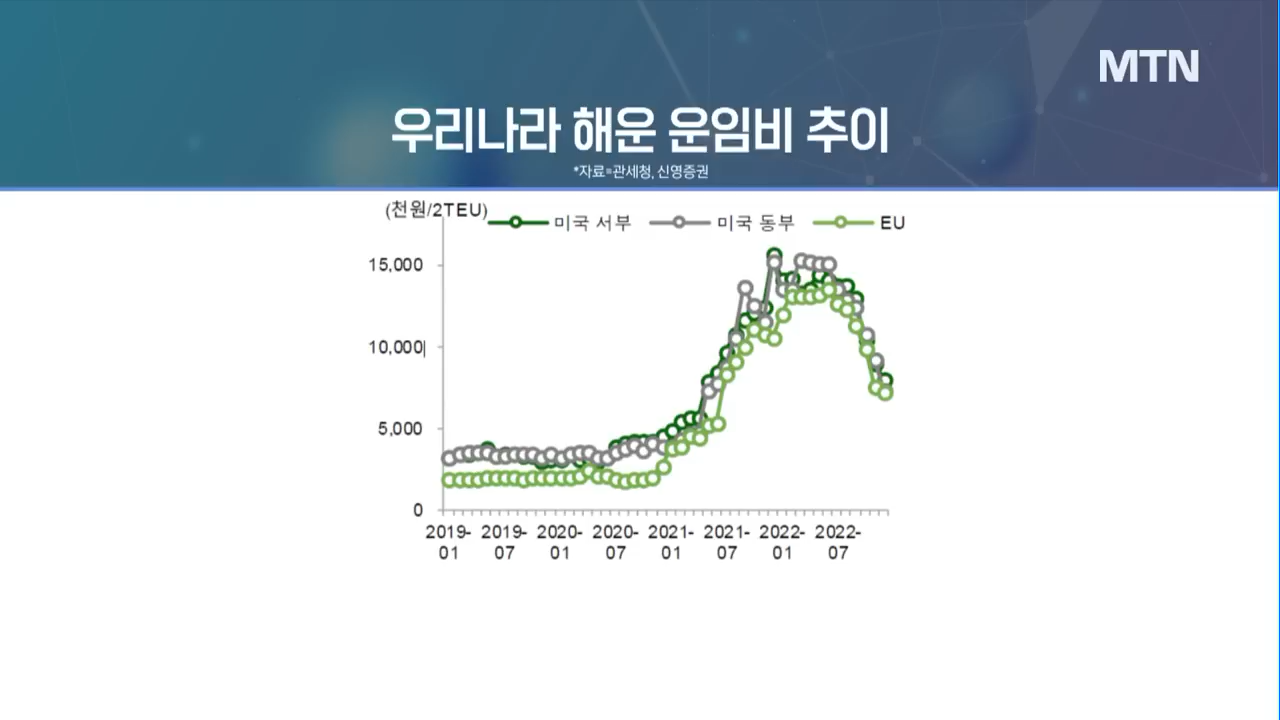 MTN
우리나라 해운 운임비 추이
*자료=관세청, 신영증권
(천원/2TEU)
미국 서부 미국 동부 EU
15,000
10,000
5,000
0
2019- 2019- 2020- 2020- 2021- 2021- 2022- 2022-
01 07 01 07 01 07 01 07